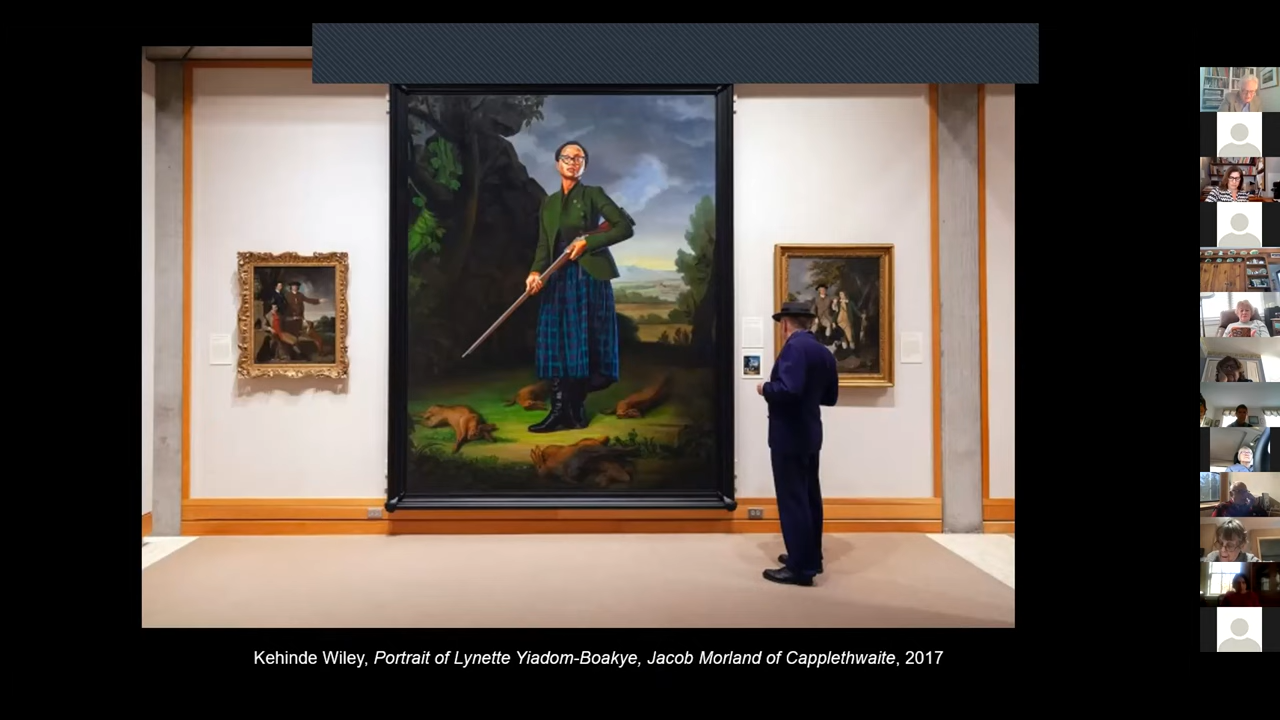 Kehinde Wiley, Portrait of Lynette Yiadom-Boakye, Jacob Morland of Capplethwaite, 2017